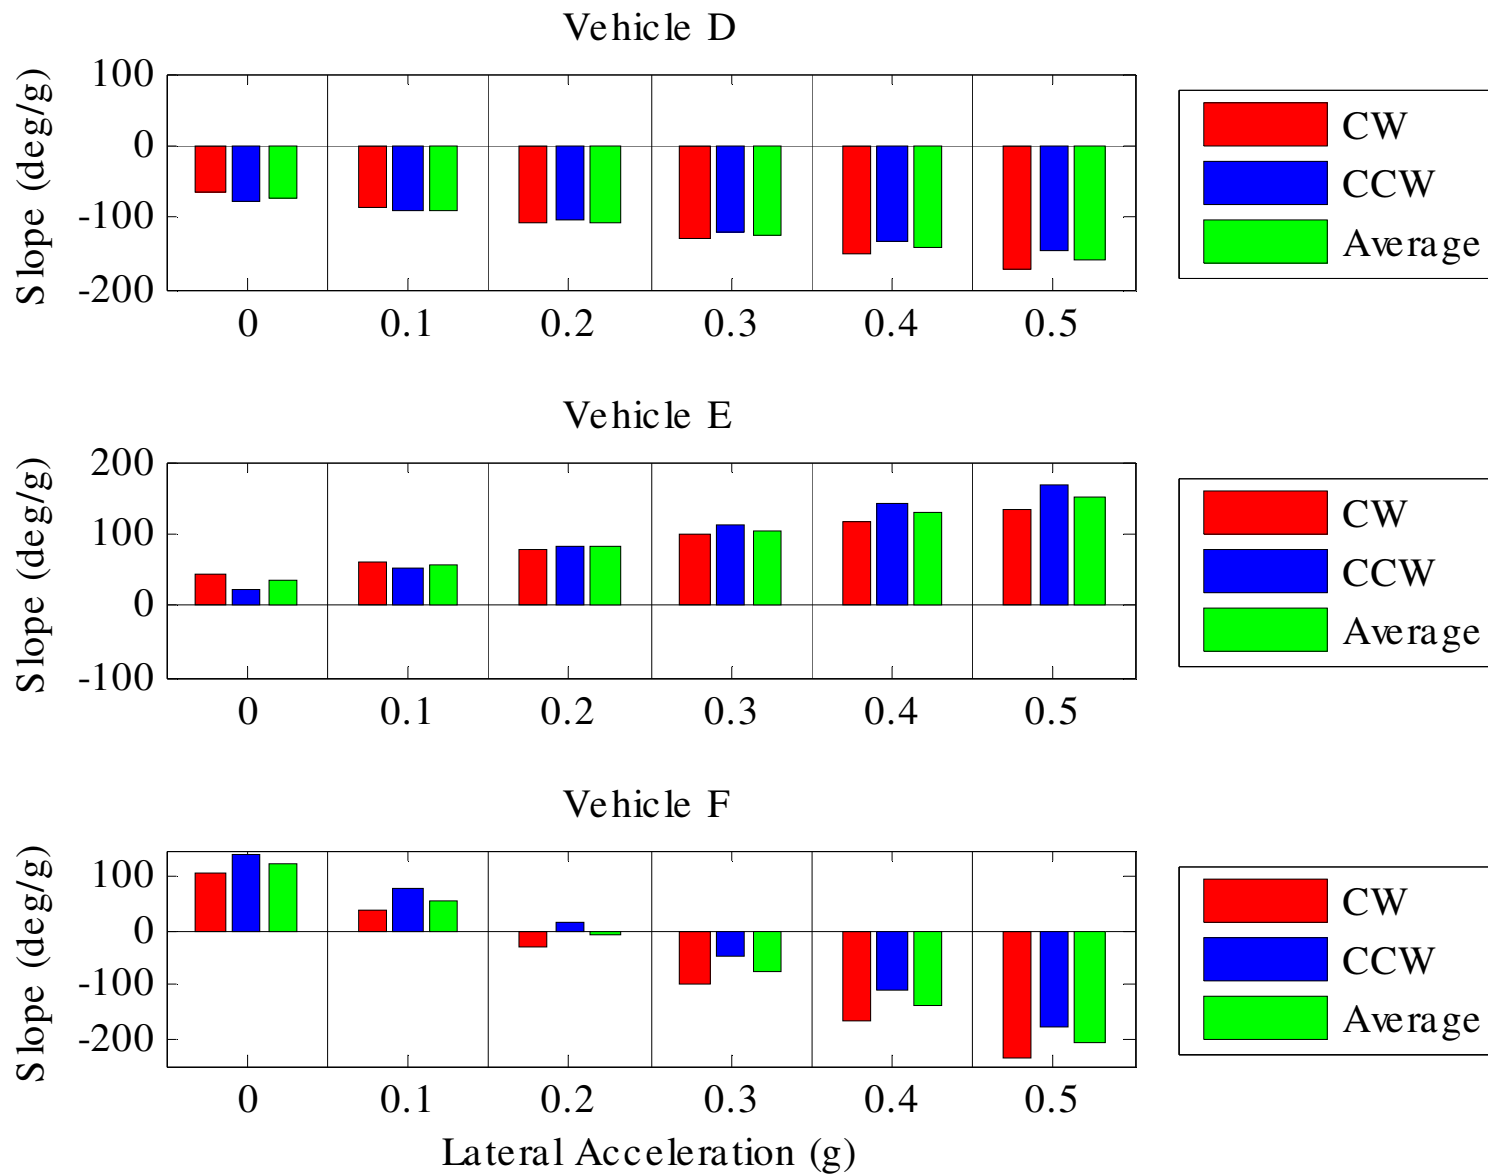 Vehicle D
Slope (deg/g)
100
0
-100
-200
0 0.1 0.2 0.3 0.4 0.5
CW
CCW
Average
Vehicle E
Slope (deg/g)
200
100
0
-100
0 0.1 0.2 0.3 0.4 0.5
CW
CCW
Average
Vehicle F
Slope (deg/g)
100
0
-100
-200
0 0.1 0.2 0.3 0.4 0.5
CW
CCW
Average
Lateral Acceleration (g)